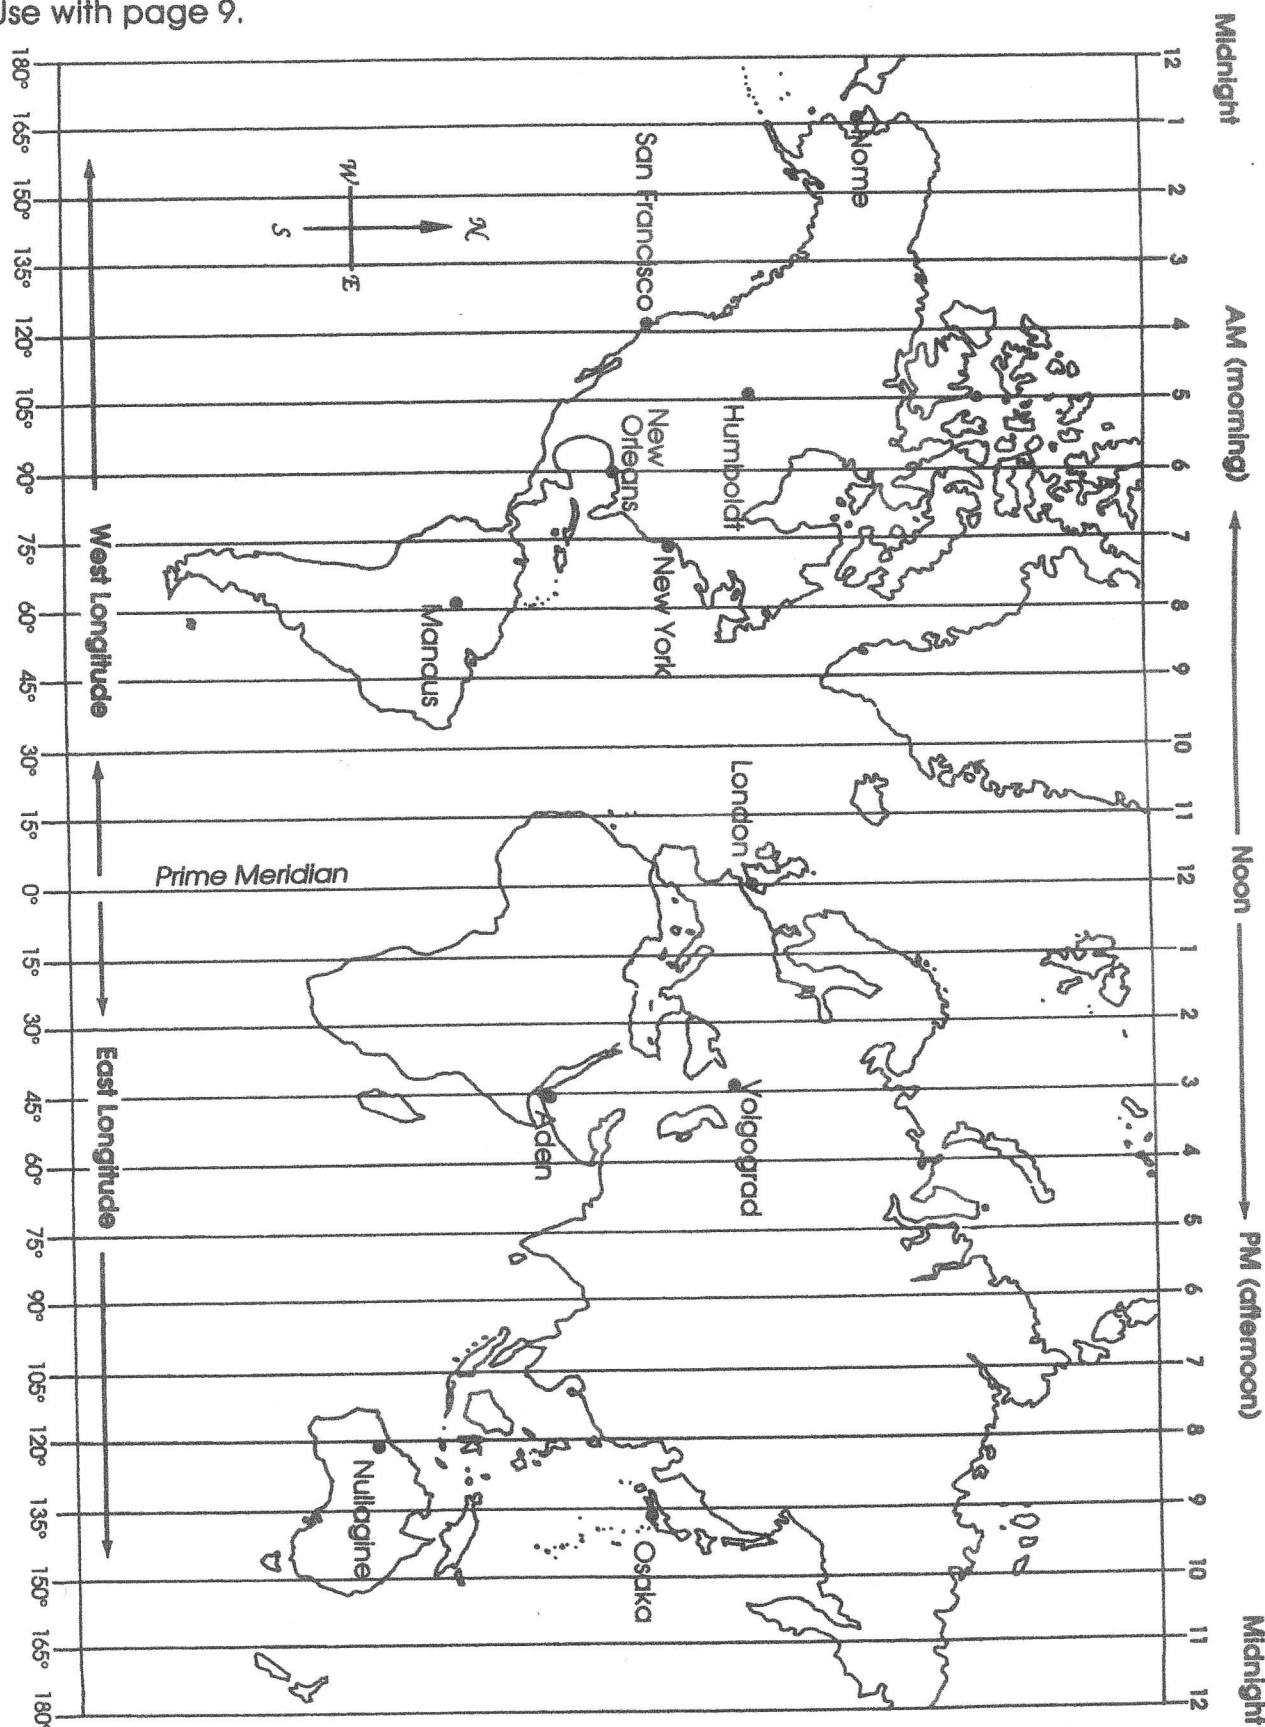 Use with page 9.
Midnight
AM (morning)
Noon
PM (afternoon)
Midnight
12
1
2
3
4
5
6
7
8
9
10
11
12
1
2
3
4
5
6
7
8
9
10
11
12
Nome
San Francisco
Humboldt
New
Orleans
New York
Manaus
London
Volgograd
Aden
Osaka
Nullagine
N
W
E
S
Prime Meridian
West Longitude
East Longitude
180°
165°
150°
135°
120°
105°
90°
75°
60°
45°
30°
15°
0°
15°
30°
45°
60°
75°
90°
105°
120°
135°
150°
165°
180°